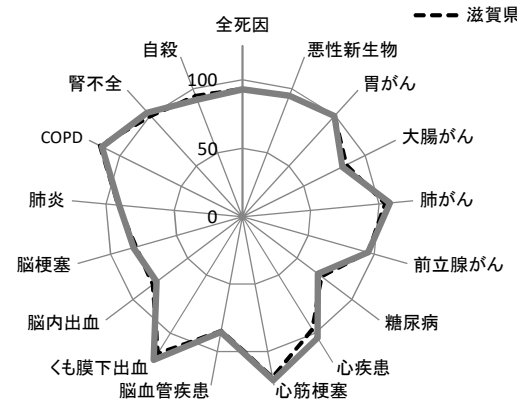 滋賀県
全死因
悪性新生物
胃がん
大腸がん
肺がん
前立腺がん
糖尿病
心疾患
心筋梗塞
脳血管疾患
くも膜下出血
脳内出血
脳梗塞
肺炎
COPD
腎不全
自殺
100
50
0